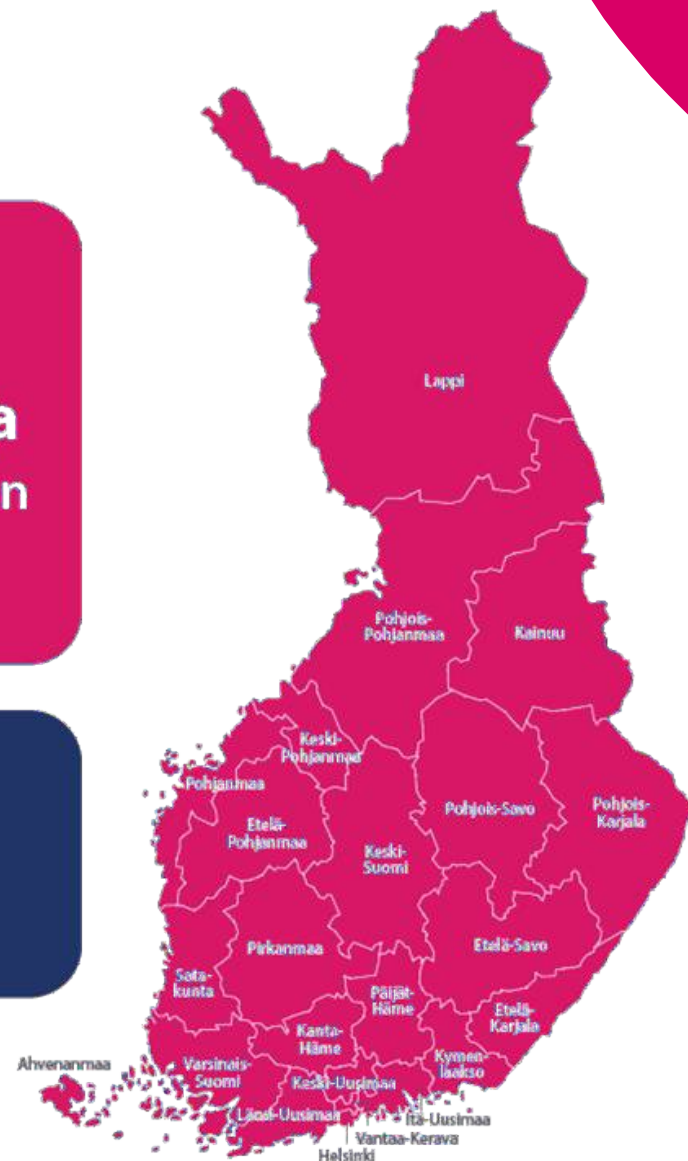 a
n
Lappi
Pohjois-
Pohjanmaa
Kainuu
Keski-
Pohjanmaa
Pohjanmaa
Etelä-
Pohjanmaa
Keski-
Suomi
Pohjois-Savo
Pohjois-
Karjala
Pirkanmaa
Etelä-Savo
Sata-
kunta
Päijät-
Häme
Etelä-
Karjala
Kanta-
Häme
Kymen-
laakso
Ahvenanmaa
Varsinais-
Suomi
Keski-Uusimaa
Länsi-Uusimaa
Itä-Uusimaa
Vantaa-Kerava
Helsinki